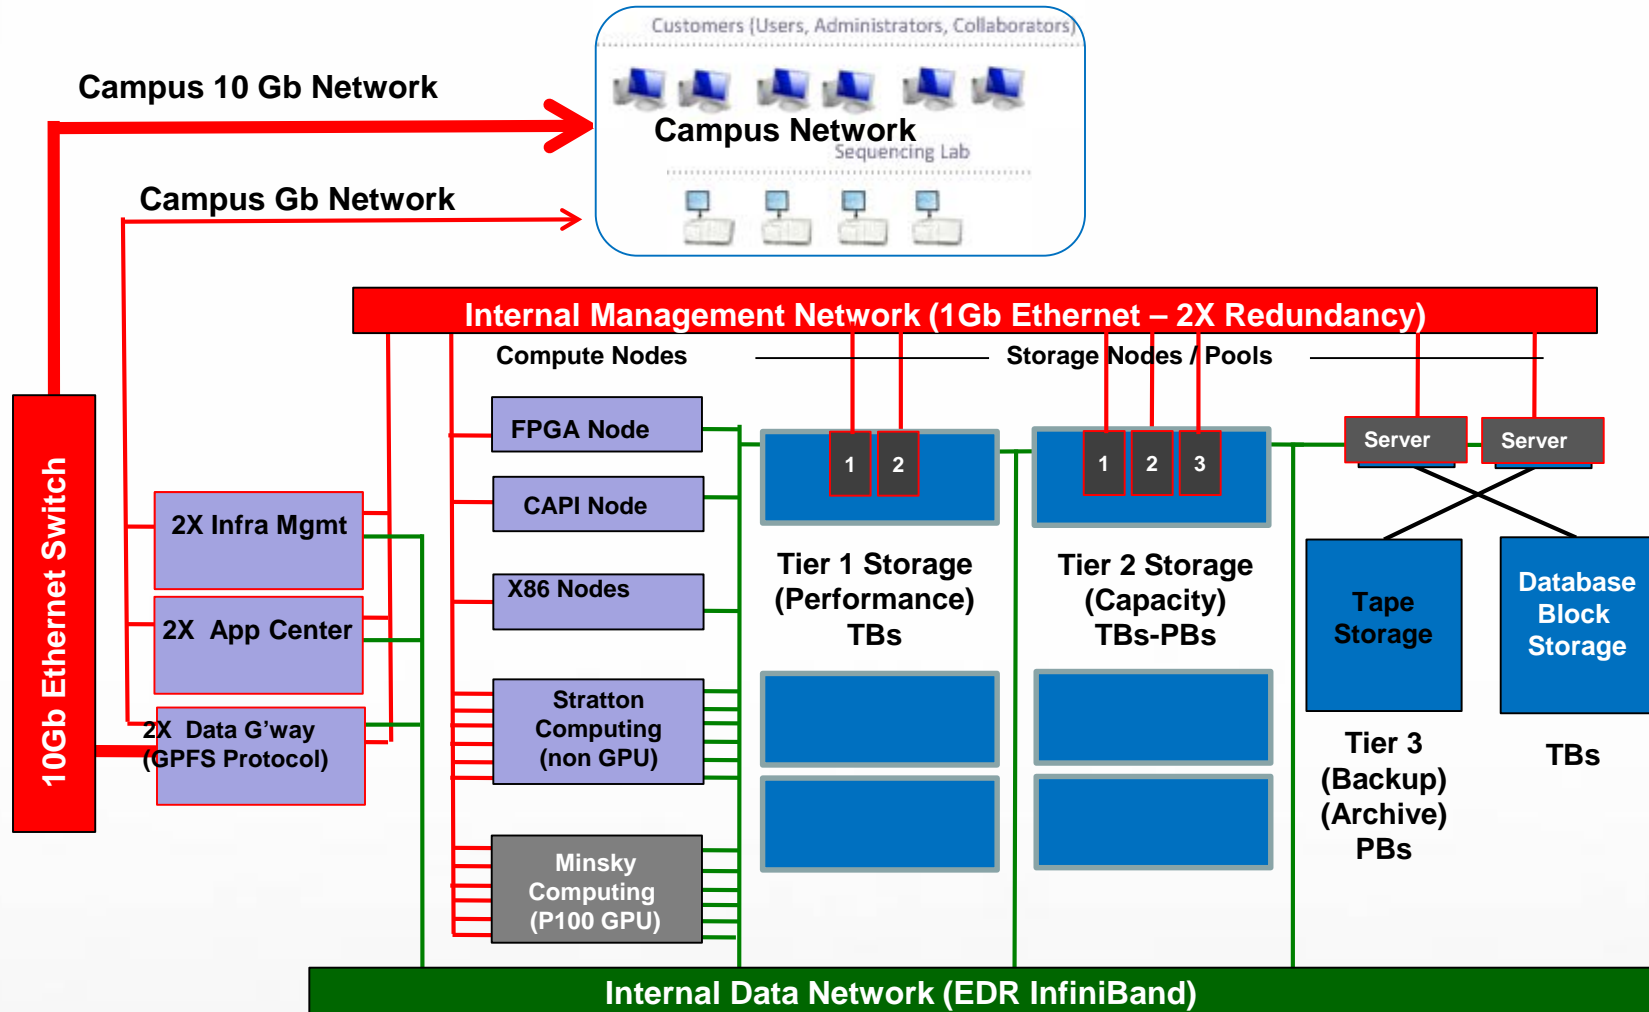 Customers (Users, Administrators, Collaborators)
Campus 10 Gb Network
Campus Network
Sequencing Lab
Campus Gb Network
Internal Management Network (1Gb Ethernet – 2X Redundancy)
Compute Nodes
Storage Nodes / Pools
10Gb Ethernet Switch
2X Infra Mgmt
2X App Center
2X Data G'way
(GPFS Protocol)
FPGA Node
CAPI Node
X86 Nodes
Stratton
Computing
(non GPU)
Minsky
Computing
(P100 GPU)
1
2
Tier 1 Storage
(Performance)
TBs
1
2
3
Tier 2 Storage
(Capacity)
TBs-PBs
Server
Server
Tape
Storage
Tier 3
(Backup)
(Archive)
PBs
Database
Block
Storage
TBs
Internal Data Network (EDR InfiniBand)